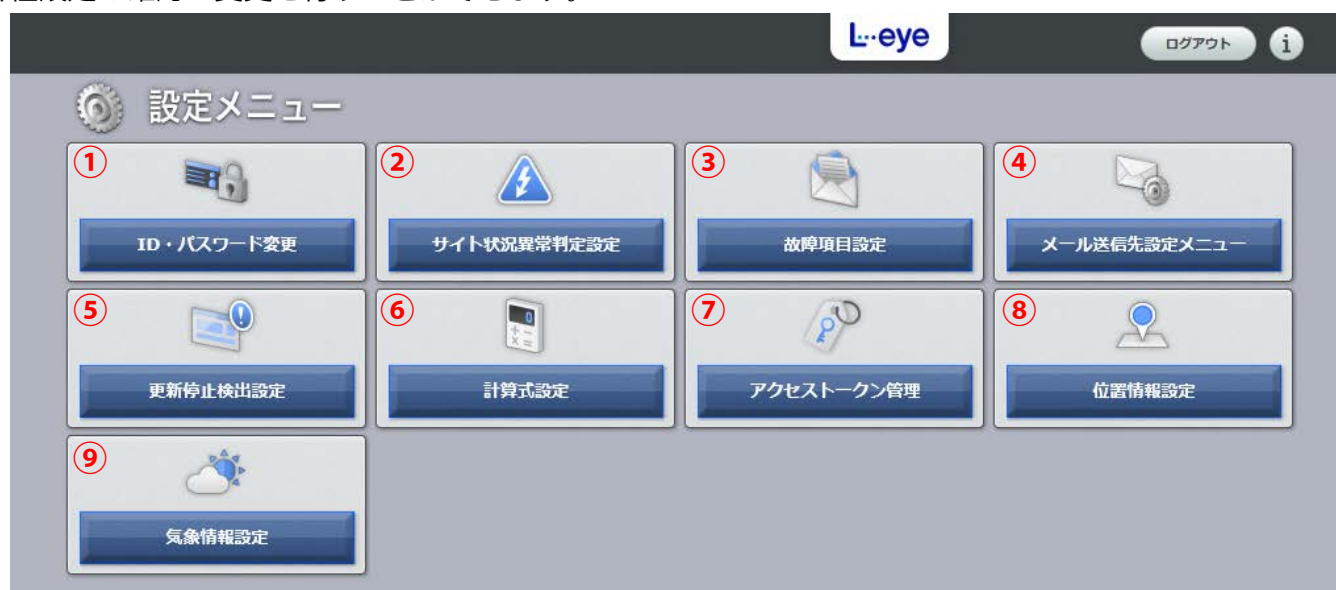 L···eye
ログアウト i
設定メニュー
① ② ③ ④
ID・パスワード変更 サイト状況異常判定設定 故障項目設定 メール送信先設定メニュー
⑤ ⑥ ⑦ ⑧
更新停止検出設定 計算式設定 アクセストークン管理 位置情報設定
⑨
気象情報設定